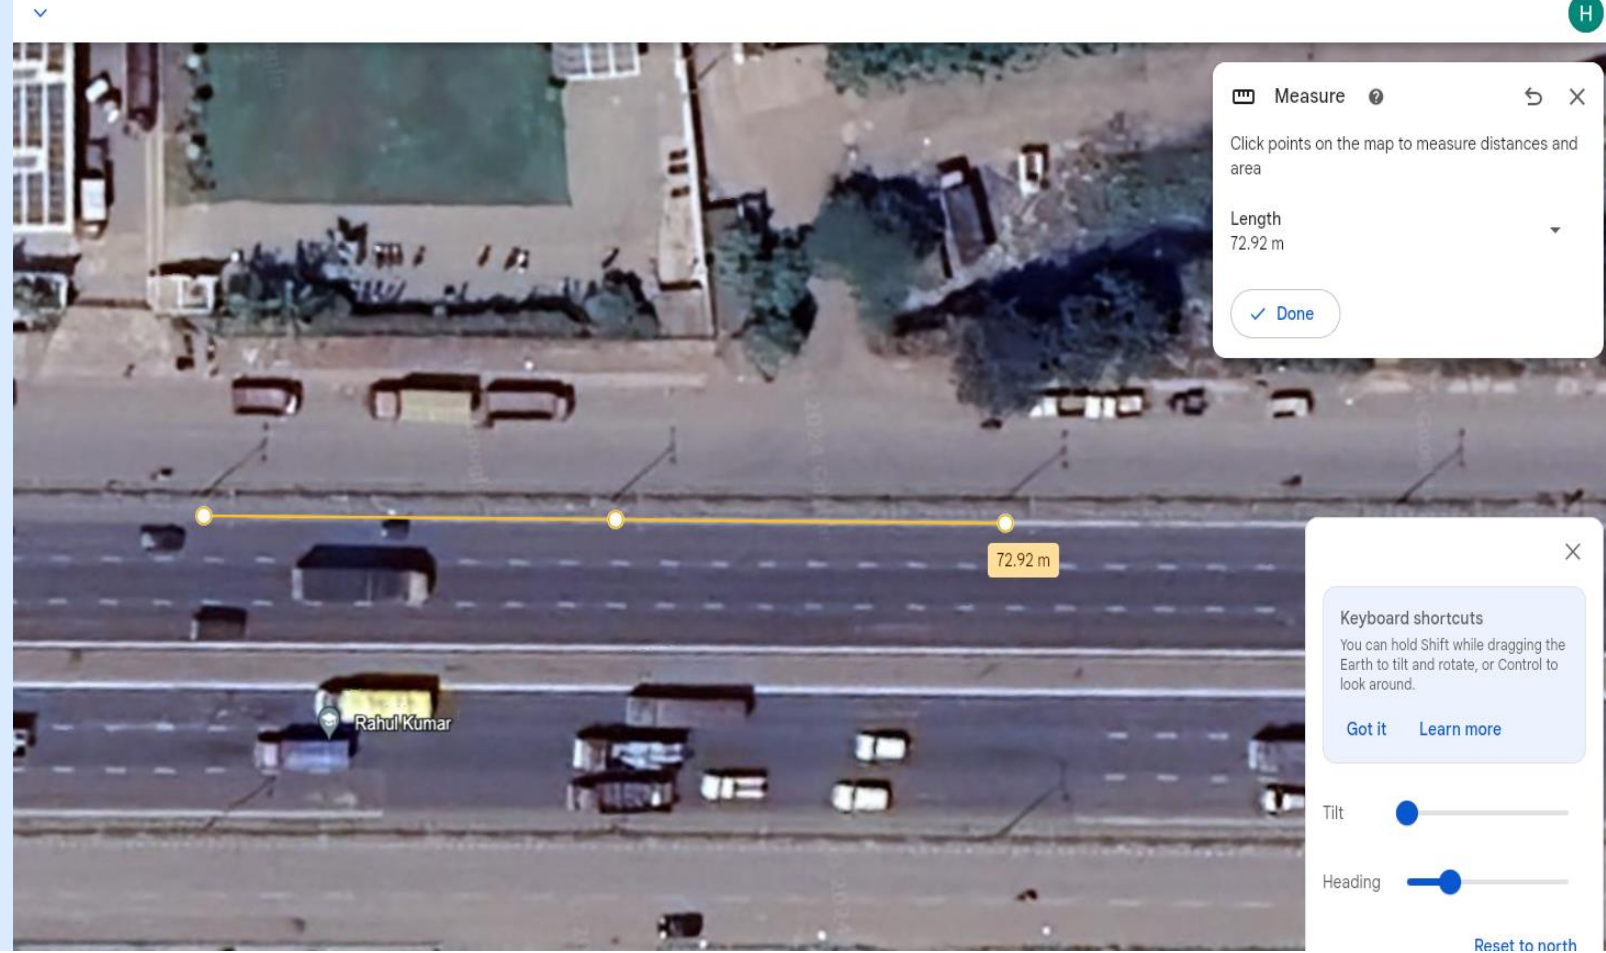 H
Measure
Click points on the map to measure distances and
area
Length
72.92 m
Done
72.92 m
Keyboard shortcuts
You can hold Shift while dragging the
Earth to tilt and rotate, or Control to
look around.
Got it Learn more
Rahul Kumar
Tilt
Heading
Reset to north